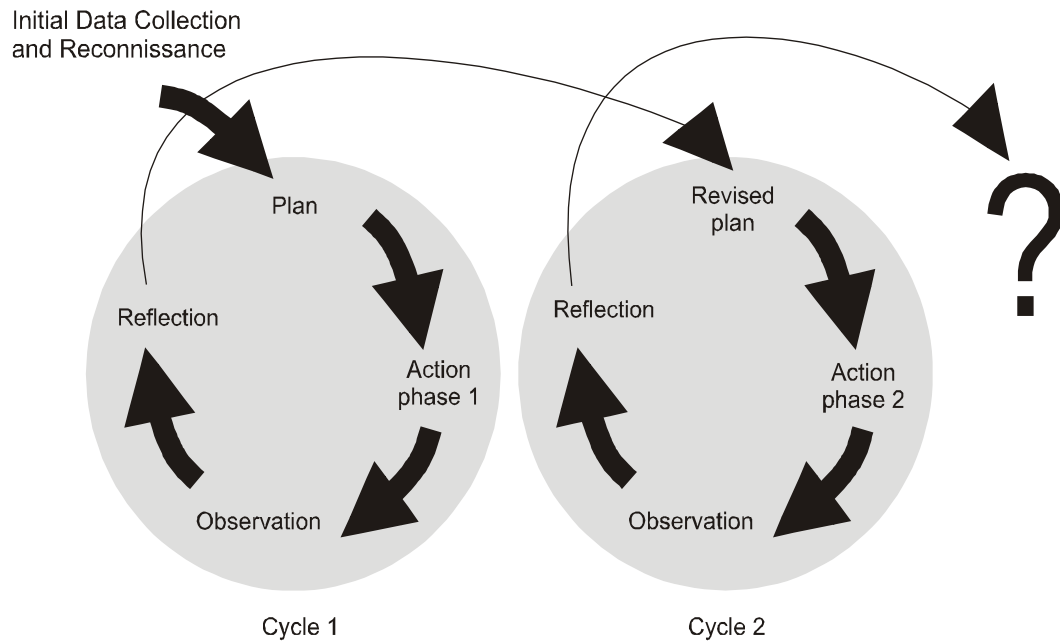 Initial Data Collection
and Reconnissance
Plan
Action
phase 1
Observation
Reflection
Cycle 1
Revised
plan
Action
phase 2
Observation
Reflection
Cycle 2
?